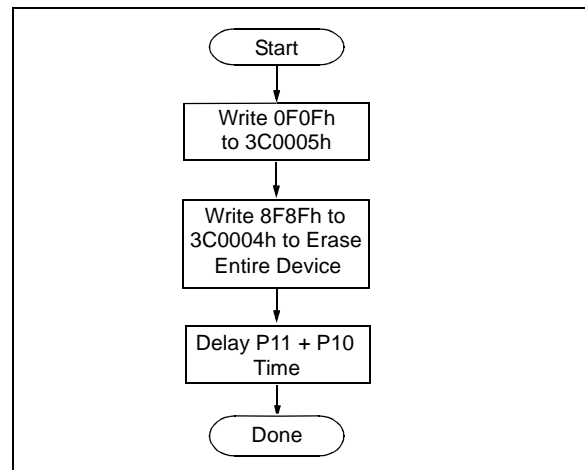 Start
Write 0F0Fh
to 3C0005h
Write 8F8Fh to
3C0004h to Erase
Entire Device
Delay P11 + P10
Time
Done